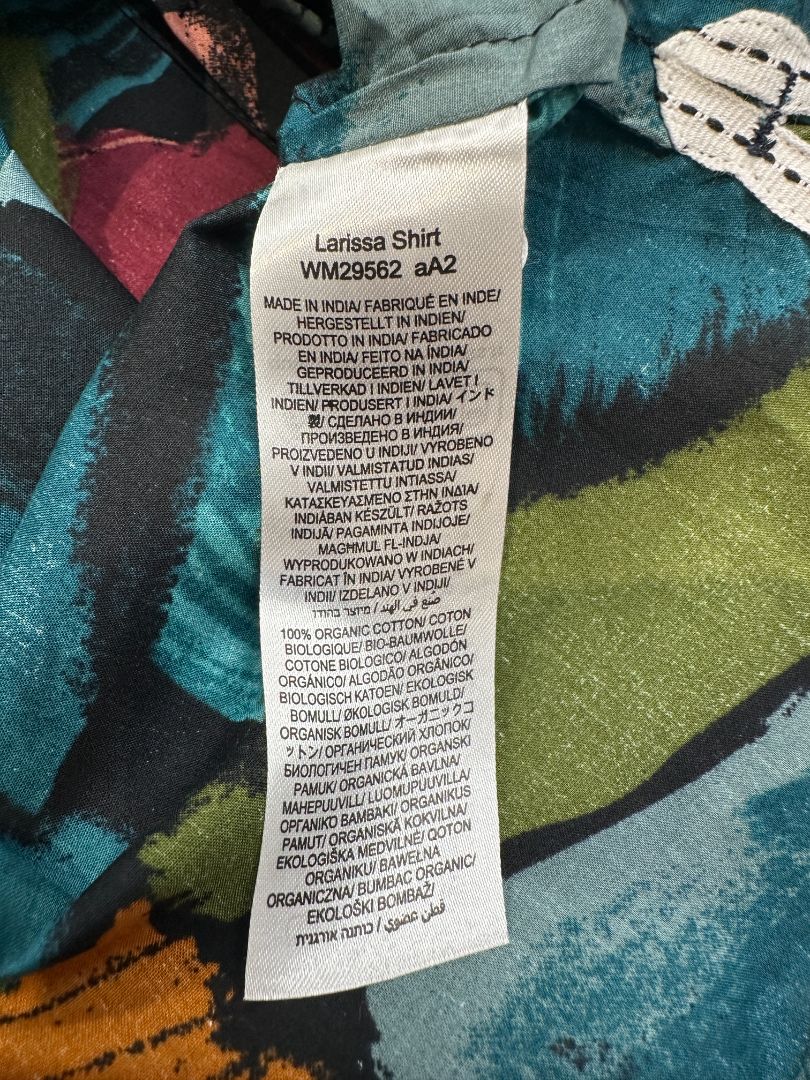 Larissa Shirt
WM29562 aA2
MADE IN INDIA/ FABRIQUÉ EN INDE/
HERGESTELLT IN INDIEN/
PRODOTTO IN INDIA/ FABRICADO
EN INDIA/ FEITO NA ÍNDIA/
GEPRODUCEERD IN INDIA/
TILLVERKAD I INDIEN/ LAVET I
INDIEN/ PRODUSERT I INDIA/ インド
製/ СДЕЛАНО В ИНДИИ/
ПРОИЗВЕДЕНО В ИНДИЯ/
PROIZVEDENO U INDIJI/ VYROBENO
V INDII/ VALMISTATUD INDIAS/
VALMISTETTU INTIASSA/
ΚΑΤΑΣΚΕΥΑΣΜΕΝΟ ΣΤΗΝ ΙΝΔΙΑ/
INDIÁBAN KÉSZÜLT/ RAŽOTS
INDIJĀ/ PAGAMINTA INDIJOJE/
MAGĦMUL FL-INDJA/
WYPRODUKOWANO W INDIACH/
FABRICAT ÎN INDIA/ VYROBENÉ V
INDII/ IZDELANO V INDIJI/
صنع في الهند / מיוצר בהודו
100% ORGANIC COTTON/ COTON
BIOLOGIQUE/ BIO-BAUMWOLLE/
COTONE BIOLOGICO/ ALGODÓN
ORGÁNICO/ ALGODÃO ORGÂNICO/
BIOLOGISCH KATOEN/ EKOLOGISK
BOMULL/ ØKOLOGISK BOMULD/
ORGANISK BOMULL/ オーガニックコ
ットン/ ОРГАНИЧЕСКИЙ ХЛОПОК/
БИОЛОГИЧЕН ПАМУК/ ORGANSKI
PAMUK/ ORGANICKÁ BAVLNA/
MAHEPUUVILL/ LUOMUPUUVILLA/
ΟΡΓΑΝΙΚΌ ΒΑΜΒΑΚΙ/ ORGANIKUS
PAMUT/ ORGANISKĀ KOKVILNA/
EKOLOGIŠKA MEDVILNĖ/ QOTON
ORGANIKU/ BAWEŁNA
ORGANICZNA/ BUMBAC ORGANIC/
EKOLOŠKI BOMBAŽ/
قطن عضوي / כותנה אורגנית